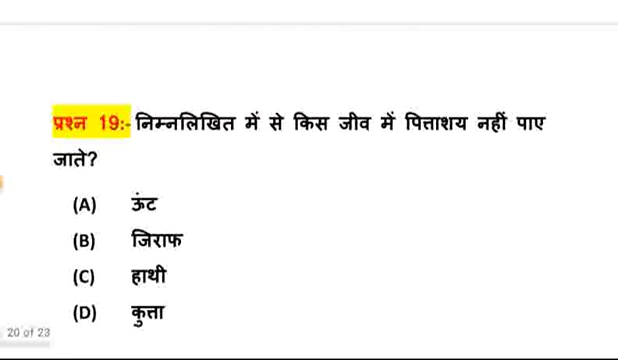 प्रश्न 19:- निम्नलिखित में से किस जीव में पित्ताशय नहीं पाए
जाते?
(A) ऊंट
(B) जिराफ
(C) हाथी
(D) कुत्ता
20 of 23